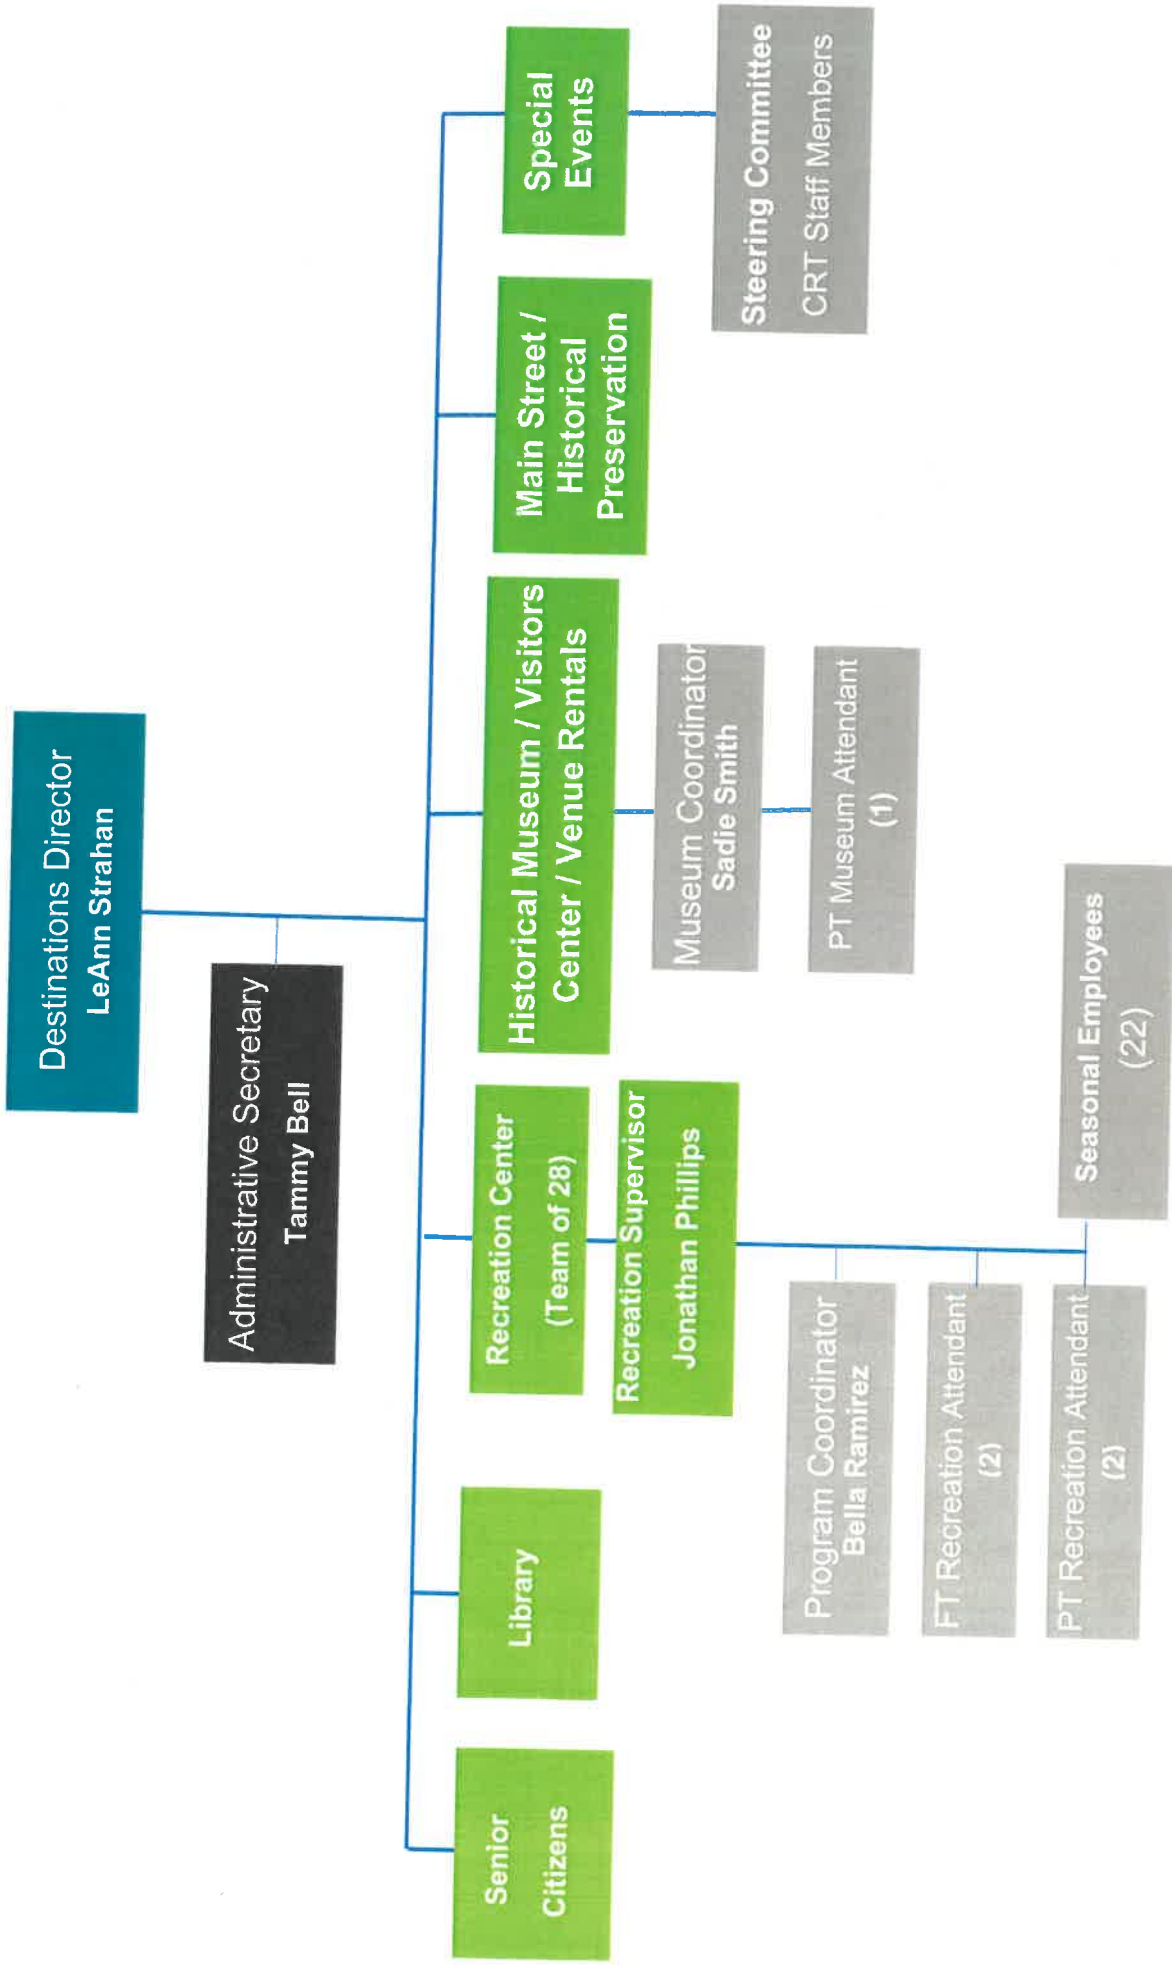 Destinations Director
LeAnn Strahan
Administrative Secretary
Tammy Bell
Senior
Citizens
Library
Recreation Center
(Team of 28)
Recreation Supervisor
Jonathan Phillips
Program Coordinator
Bella Ramirez
FT Recreation Attendant
(2)
PT Recreation Attendant
(2)
Seasonal Employees
(22)
Historical Museum / Visitors
Center / Venue Rentals
Museum Coordinator
Sadie Smith
PT Museum Attendant
(1)
Main Street /
Historical
Preservation
Special
Events
Steering Committee
CRT Staff Members